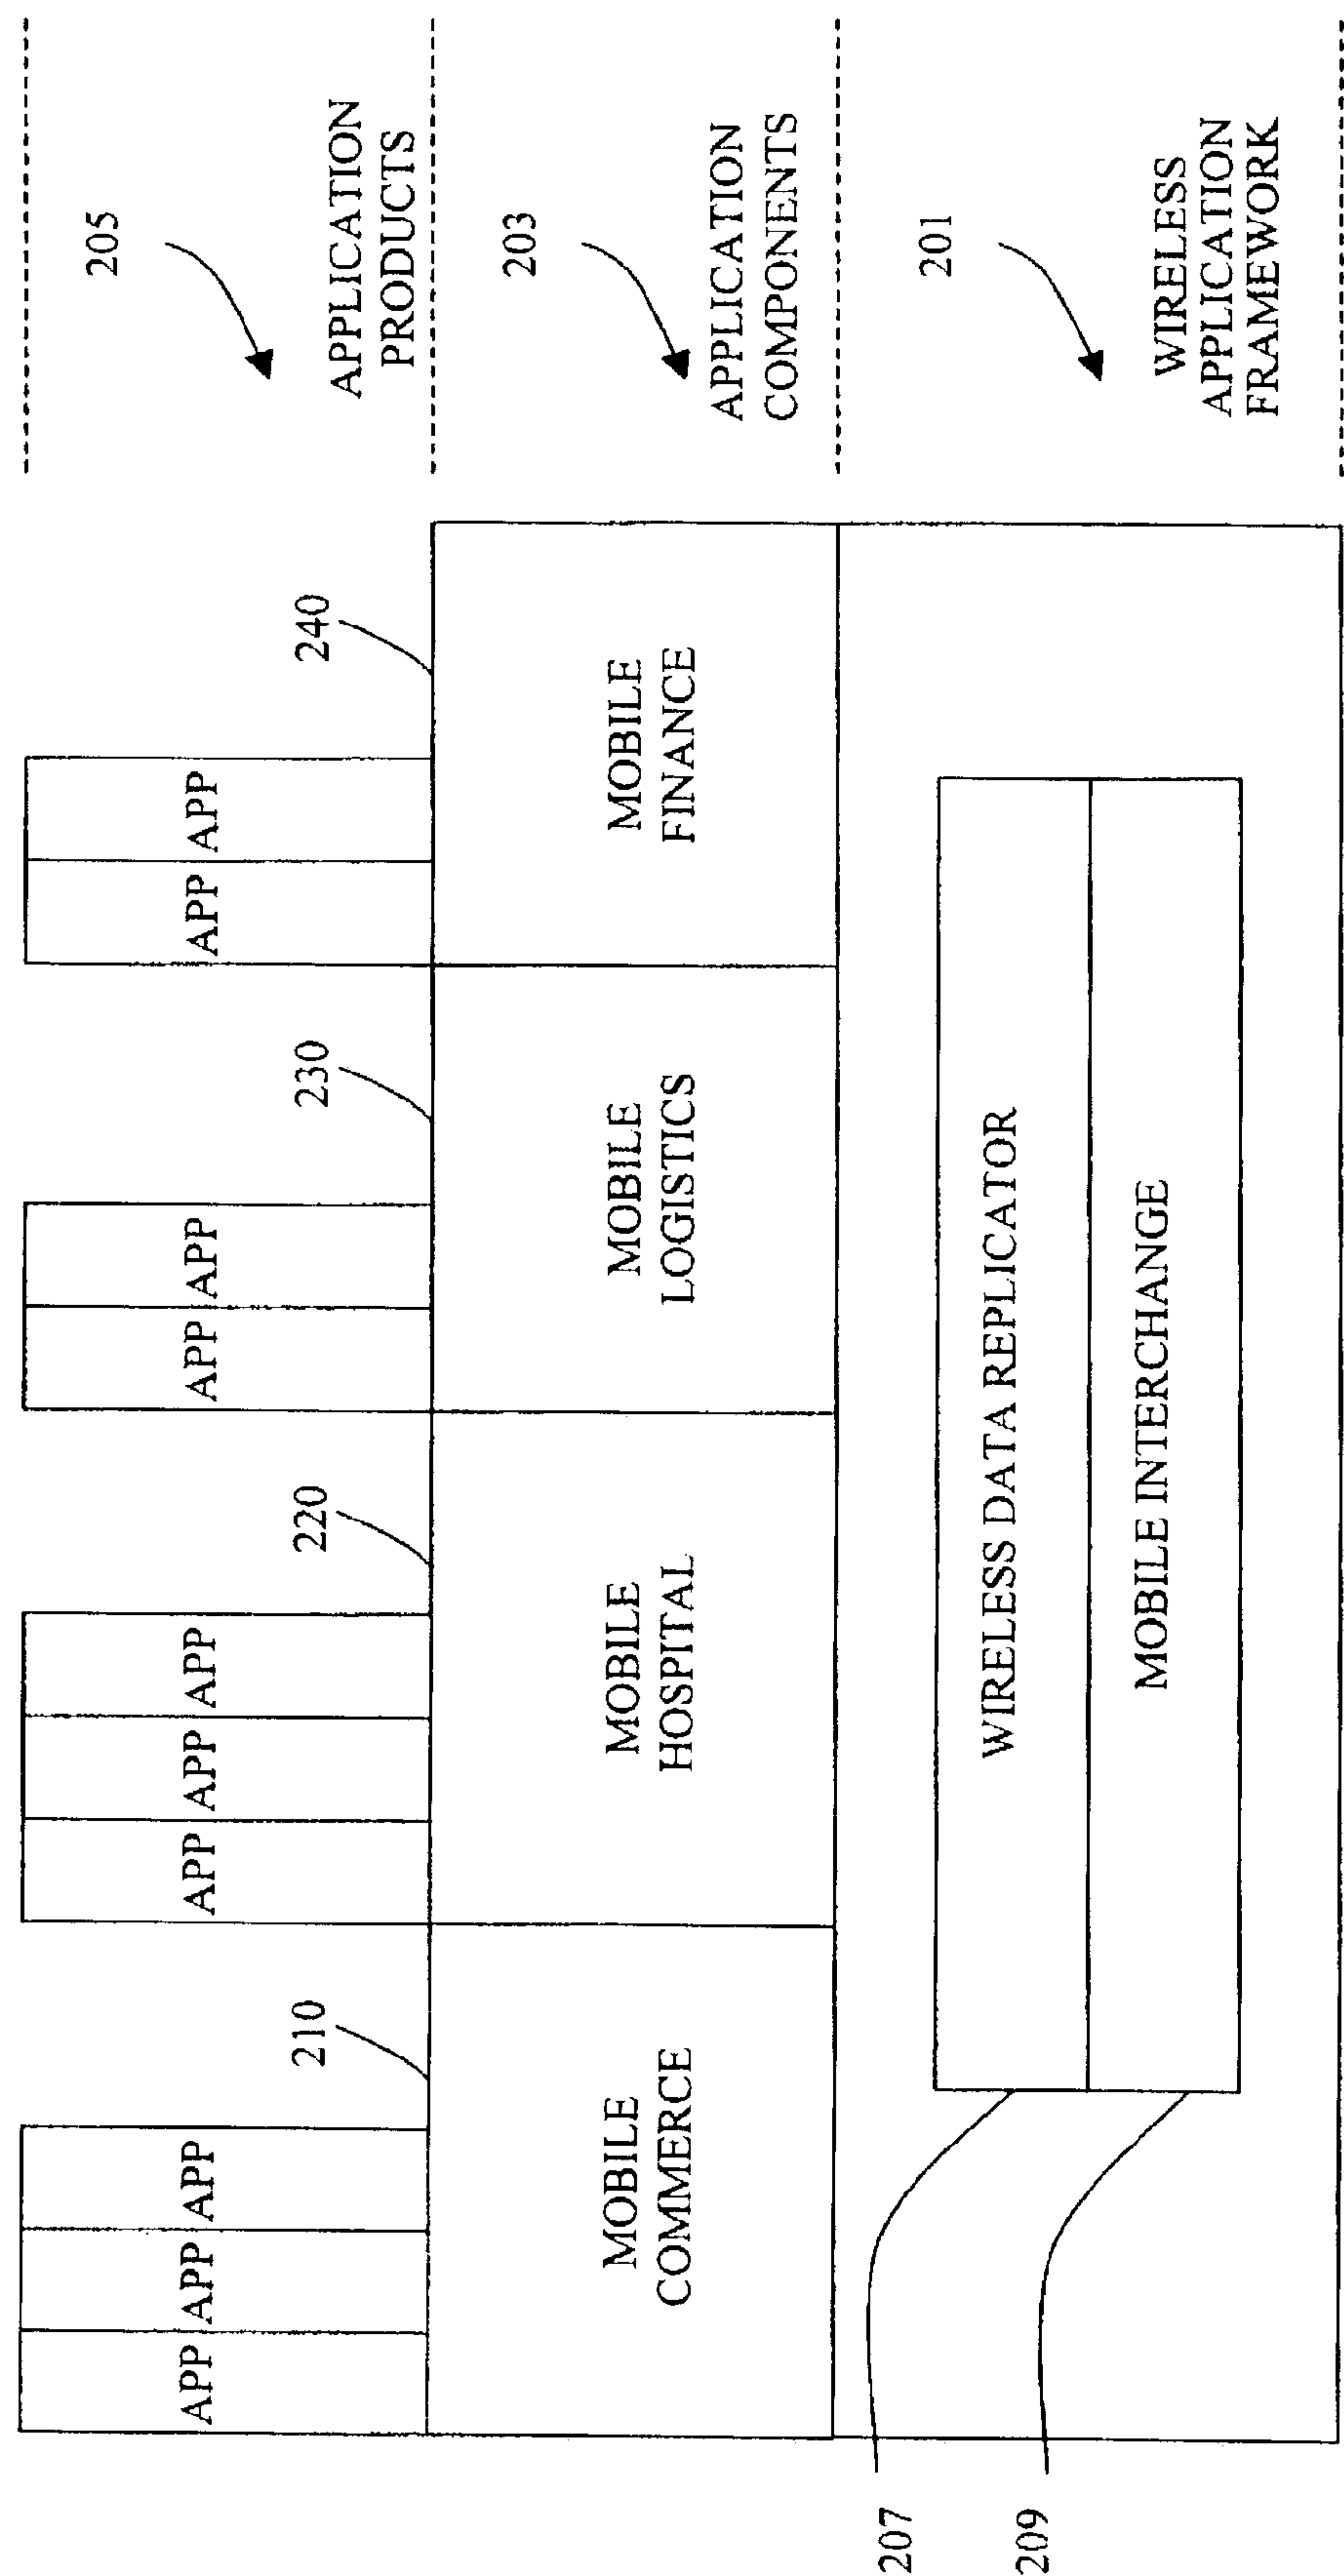 APP APP APP
APP APP APP
APP APP
APP APP
205
APPLICATION
PRODUCTS
210
220
230
240
MOBILE
COMMERCE
MOBILE
HOSPITAL
MOBILE
LOGISTICS
MOBILE
FINANCE
203
APPLICATION
COMPONENTS
207
WIRELESS DATA REPLICATOR
209
MOBILE INTERCHANGE
201
WIRELESS
APPLICATION
FRAMEWORK